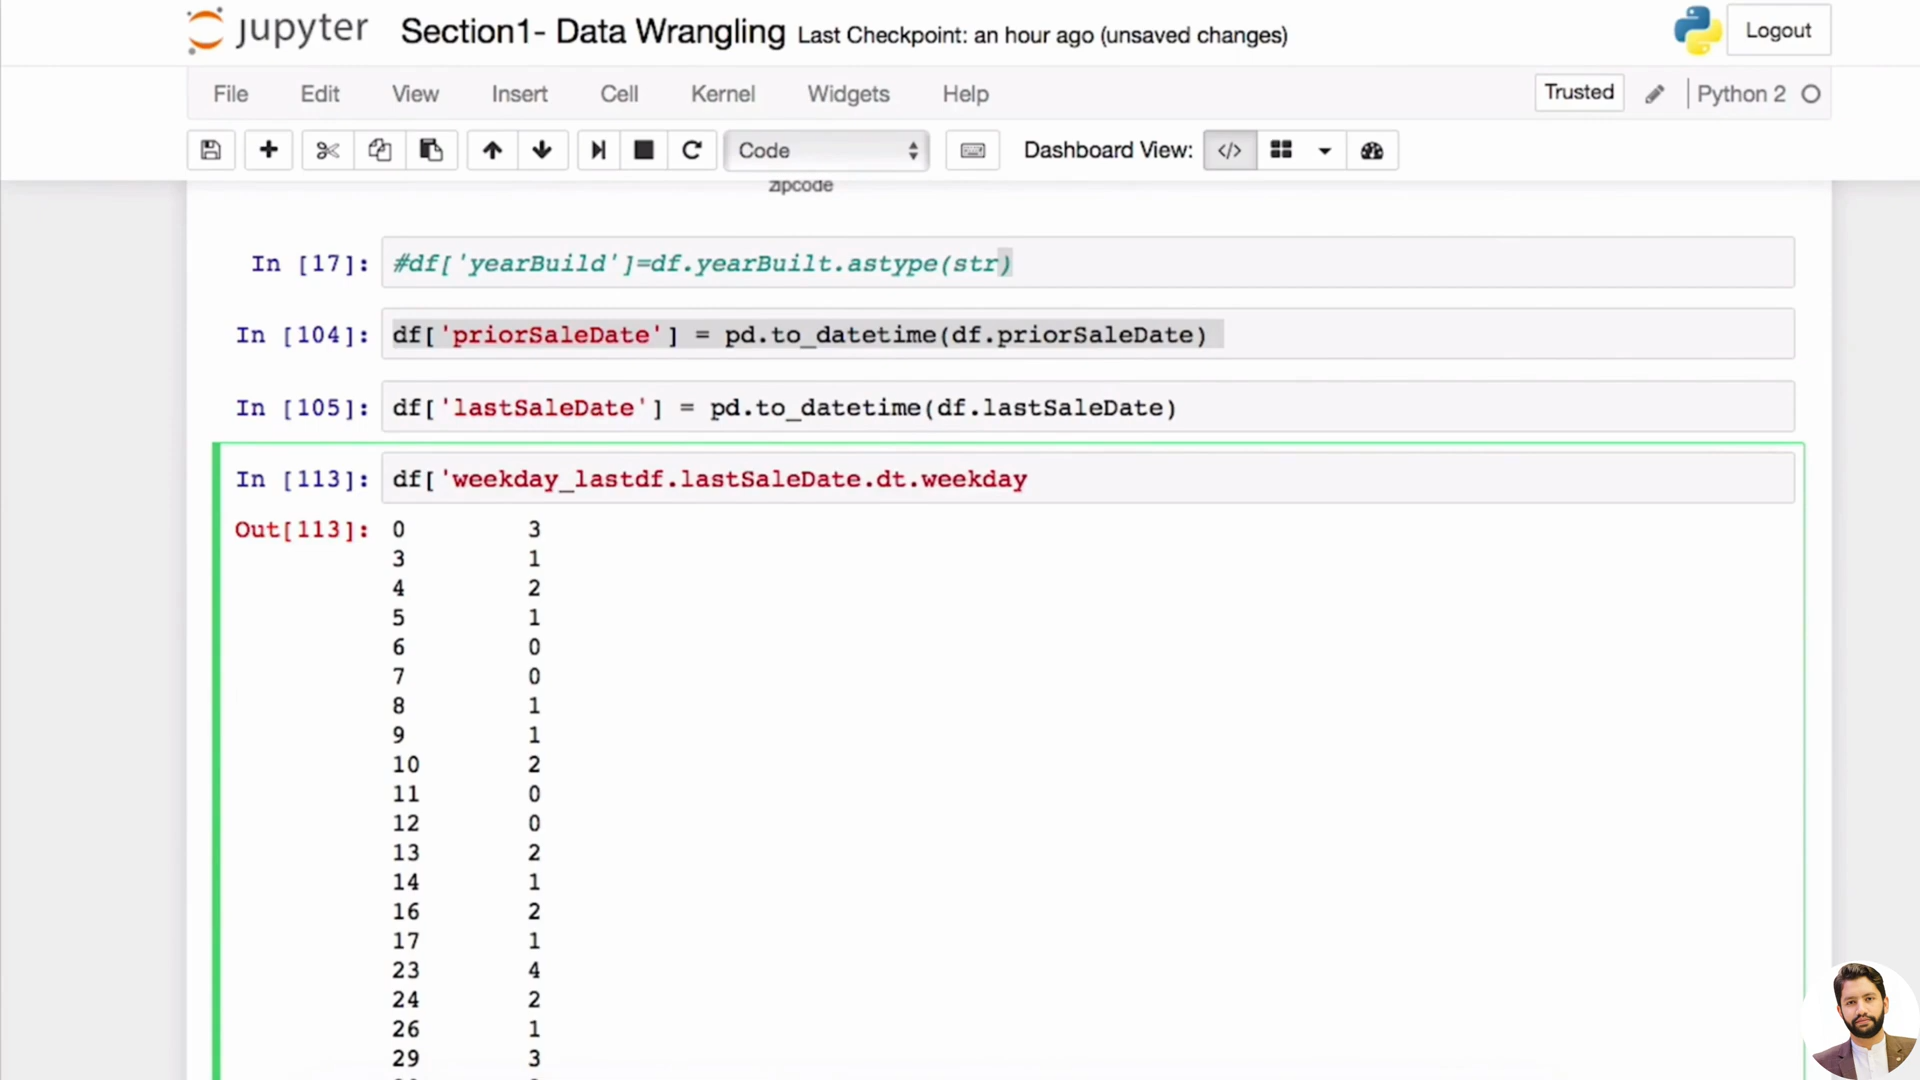 jupyter Section1- Data Wrangling Last Checkpoint: an hour ago (unsaved changes) Logout
File Edit View Insert Cell Kernel Widgets Help Trusted Python 2
Code Dashboard View: </>
zipcode
In [17]: #df['yearBuild']=df.yearBuilt.astype(str)
In [104]: df['priorSaleDate'] = pd.to_datetime(df.priorSaleDate)
In [105]: df['lastSaleDate'] = pd.to_datetime(df.lastSaleDate)
In [113]: df['weekday_lastdf.lastSaleDate.dt.weekday
Out[113]: 0 3
3 1
4 2
5 1
6 0
7 0
8 1
9 1
10 2
11 0
12 0
13 2
14 1
16 2
17 1
23 4
24 2
26 1
29 3